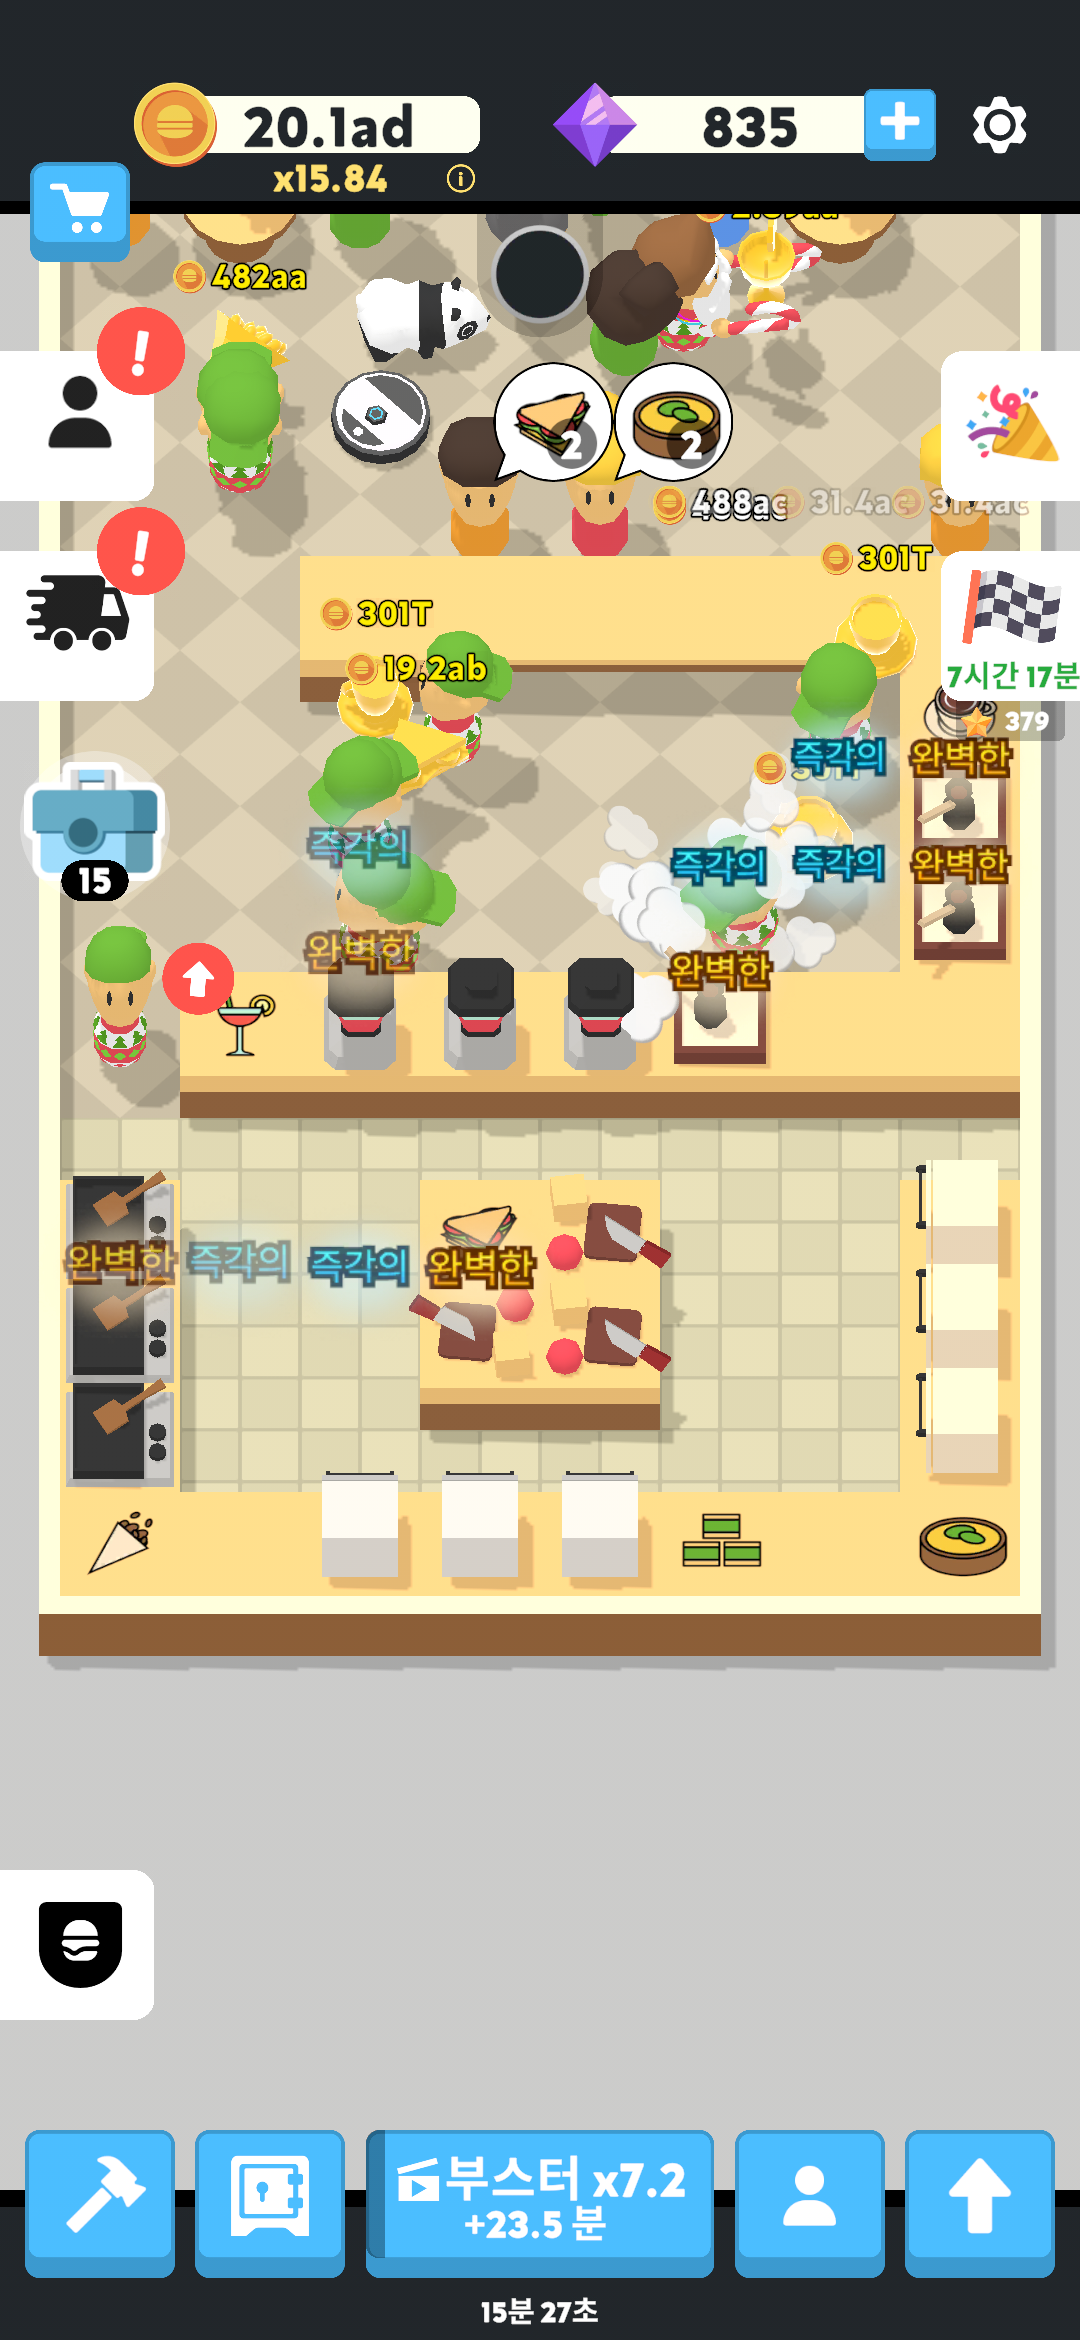 20.1ad
835
x15.84
482aa
2
2
488ac
31.4ac
31.4ac
301T
301T
19.2ab
7시간 17분
379
즉각의
완벽한
즉각의
즉각의
즉각의
완벽한
15
완벽한
완벽한
완벽한
즉각의
즉각의
완벽한
부스터 x7.2
+23.5 분
15분 27초